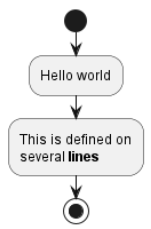 Hello world
This is defined on
several lines